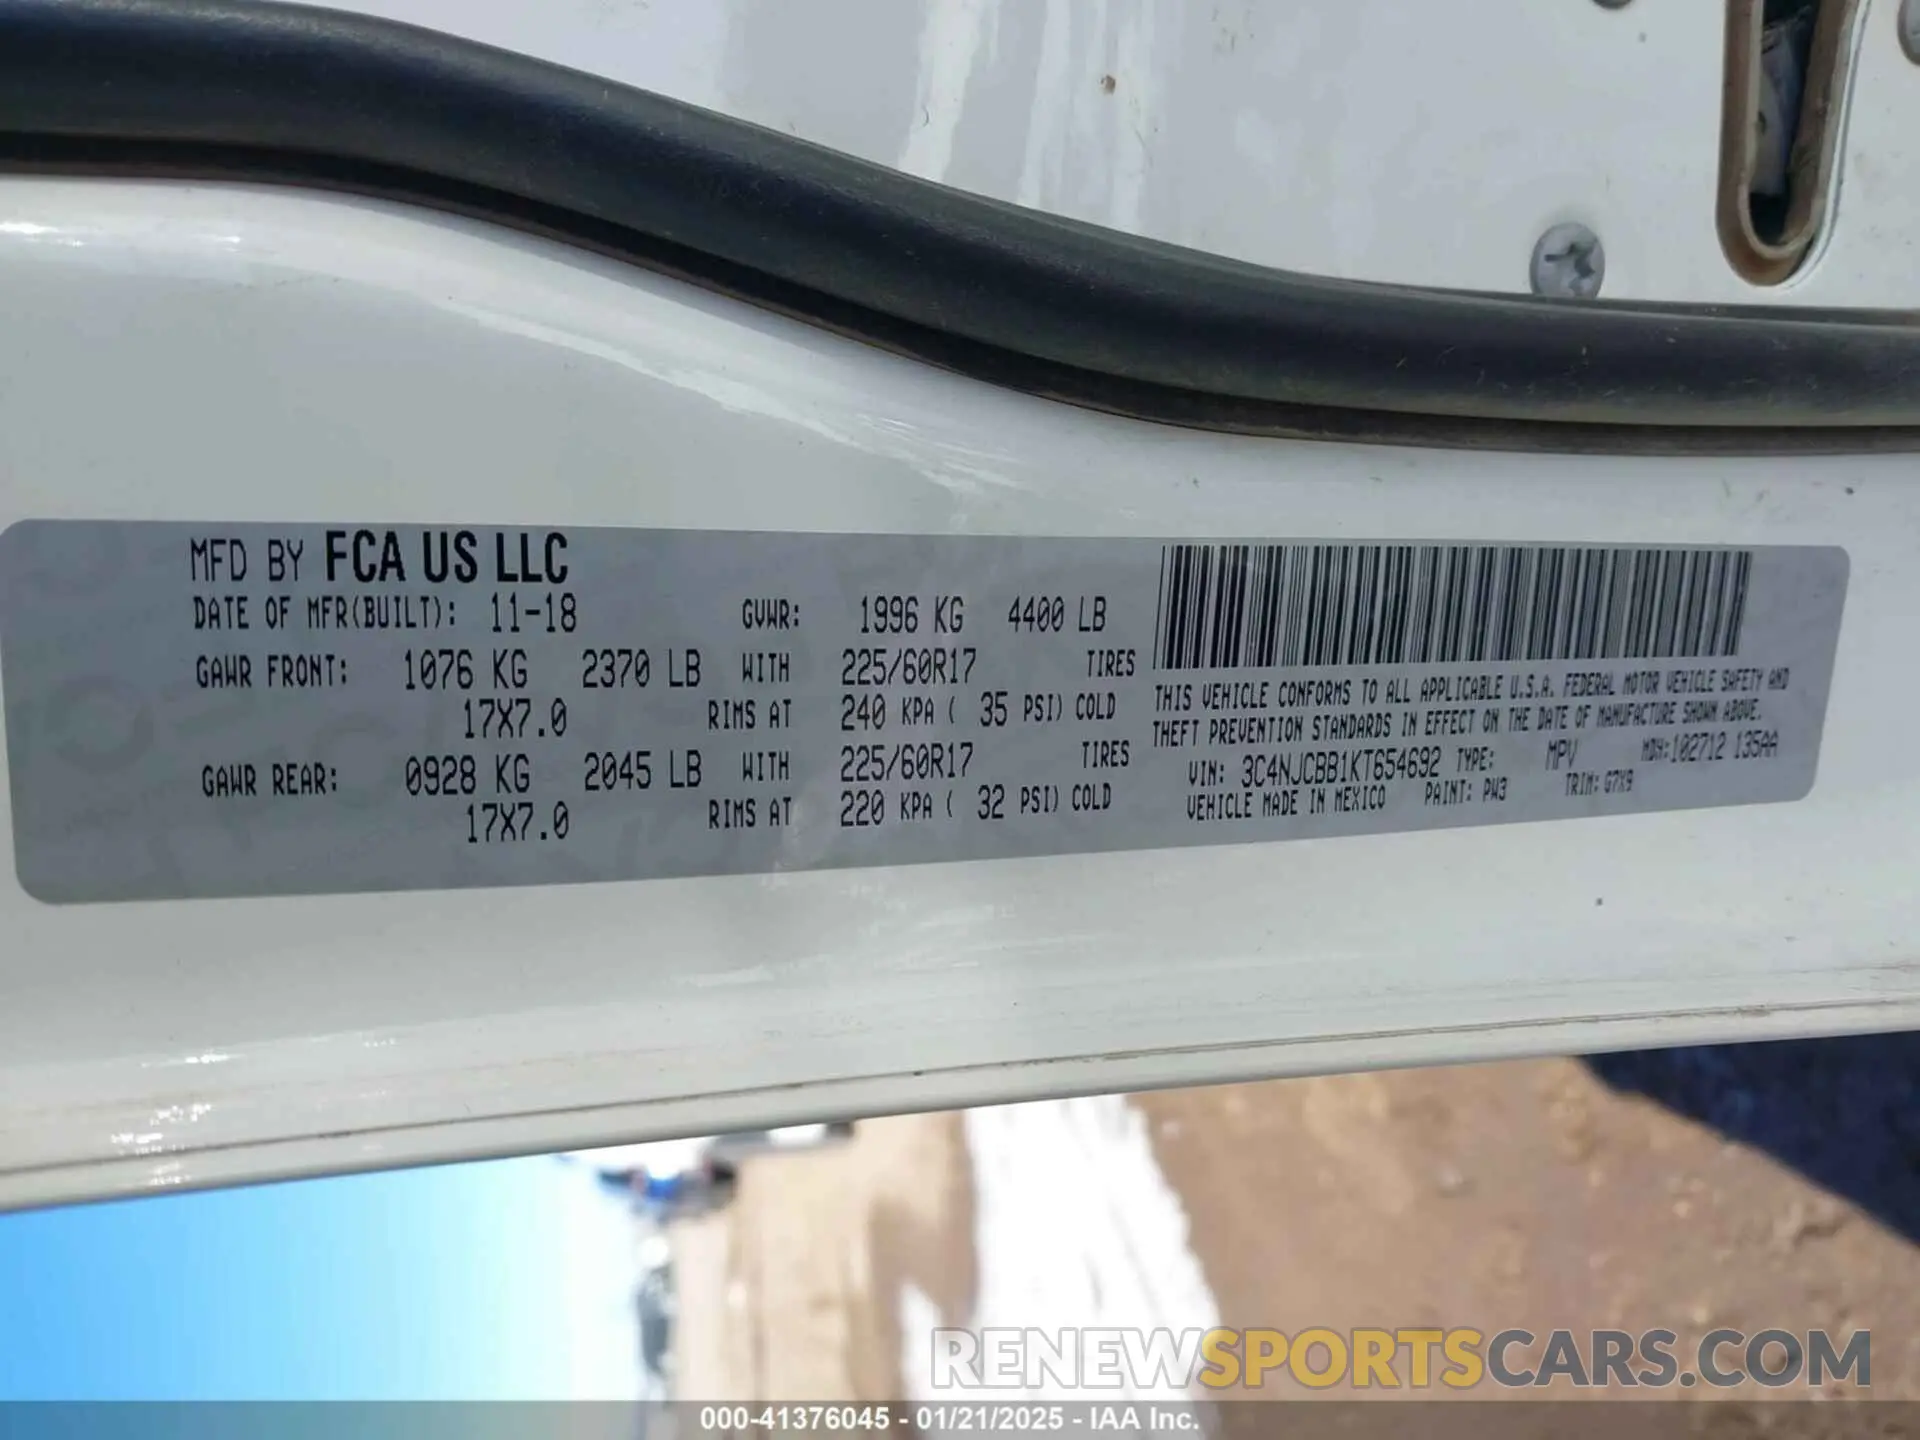 MFD BY FCA US LLC
DATE OF MFR(BUILT): 11-18 GVWR: 1996 KG 4400 LB
GAWR FRONT: 1076 KG 2370 LB WITH 225/60R17 TIRES
17X7.0 RIMS AT 240 KPA ( 35 PSI) COLD
GAWR REAR: 0928 KG 2045 LB WITH 225/60R17 TIRES
17X7.0 RIMS AT 220 KPA ( 32 PSI) COLD
THIS VEHICLE CONFORMS TO ALL APPLICABLE U.S.A. FEDERAL MOTOR VEHICLE SAFETY AND
THEFT PREVENTION STANDARDS IN EFFECT ON THE DATE OF MANUFACTURE SHOWN ABOVE.
VIN: 3C4NJCBB1KT654692 TYPE: MPV MDH:102712 135AA
VEHICLE MADE IN MEXICO PAINT: PW3 TRIM: G7X9
RENEWSPORTSCARS.COM
000-41376045 - 01/21/2025 - IAA Inc.